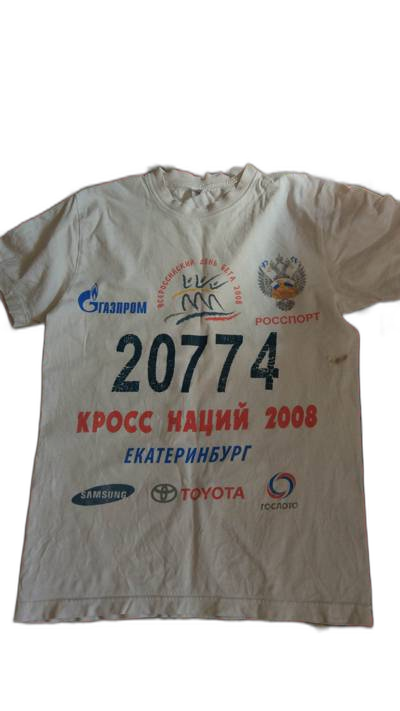 ВСЕРОССИЙСКИЙ ДЕНЬ БЕГА 2008
ГАЗПРОМ
РОССПОРТ
20774
КРОСС НАЦИЙ 2008
ЕКАТЕРИНБУРГ
SAMSUNG
TOYOTA
ГОСЛОТО